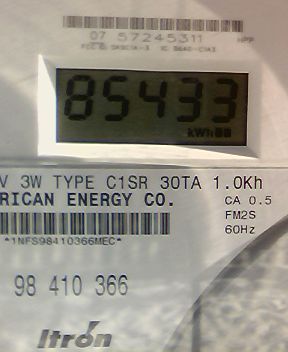 07 57245311
85433
kWh
V 3W TYPE C1SR 30TA 1.0Kh
RICAN ENERGY CO. CA 0.5
FM2S
*1NFS98410366MEC* 60Hz
98 410 366
Itrón